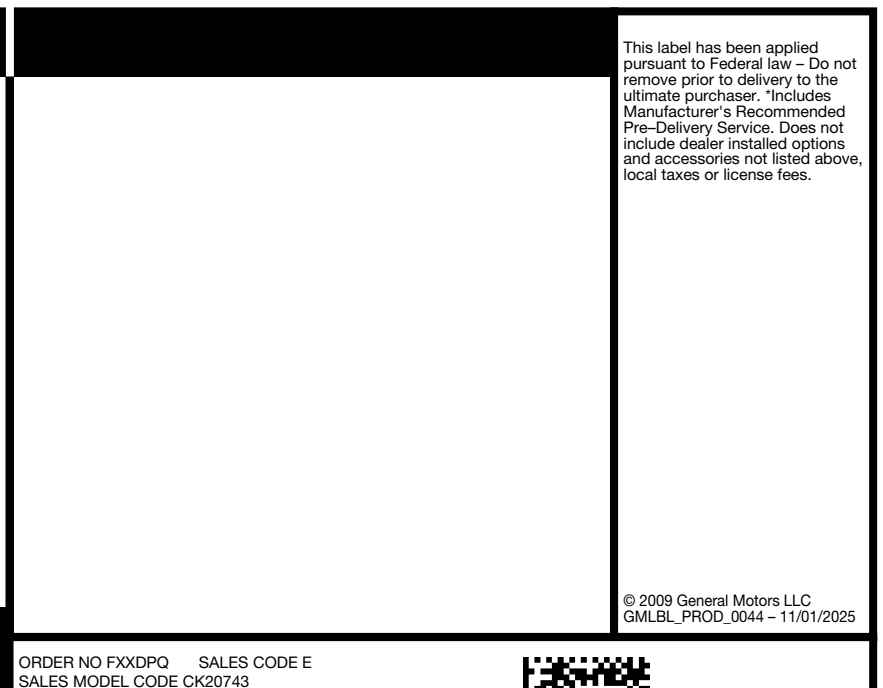 This label has been applied
pursuant to Federal law – Do not
remove prior to delivery to the
ultimate purchaser. *Includes
Manufacturer's Recommended
Pre–Delivery Service. Does not
include dealer installed options
and accessories not listed above,
local taxes or license fees.
© 2009 General Motors LLC
GMLBL_PROD_0044 – 11/01/2025
ORDER NO FXXDPQ SALES CODE E
SALES MODEL CODE CK20743